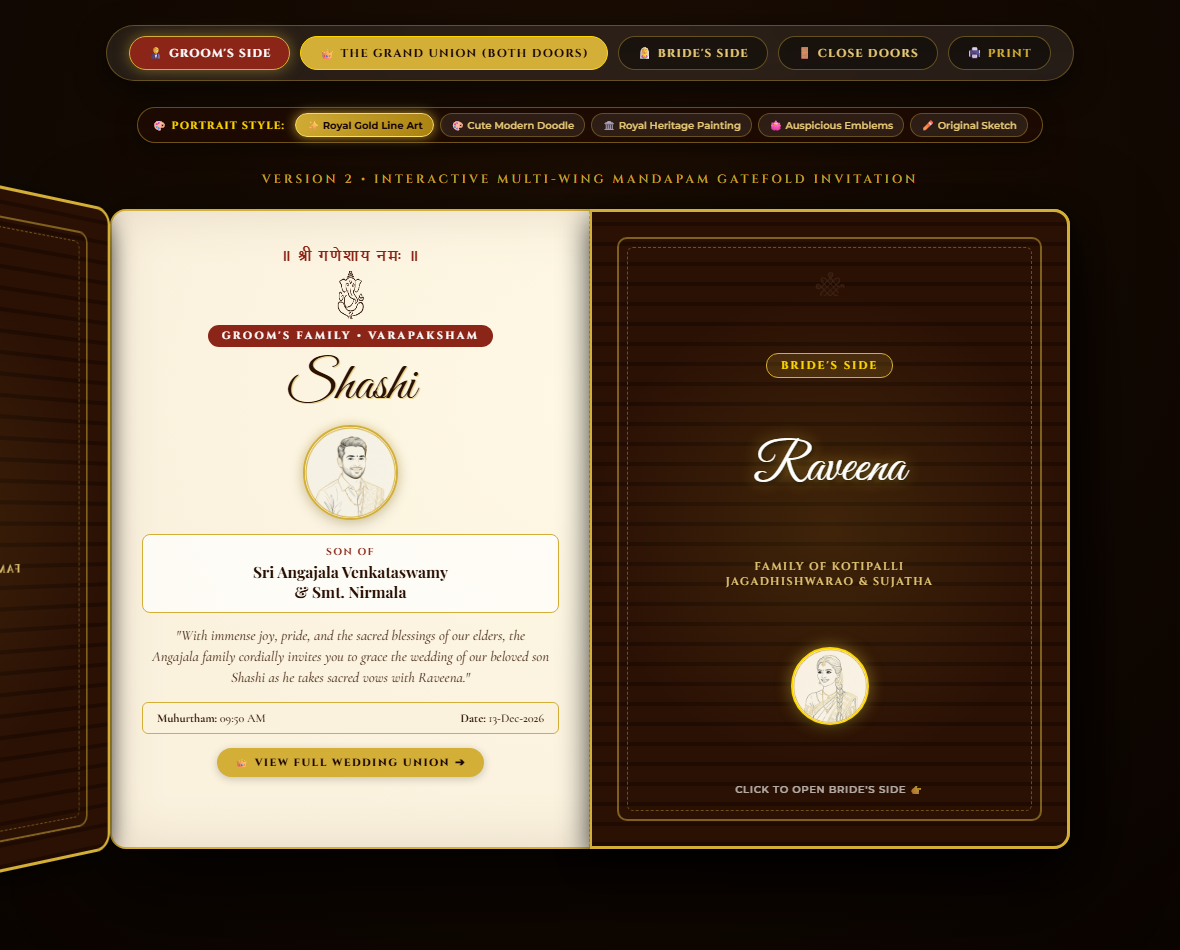 GROOM'S SIDE
THE GRAND UNION (BOTH DOORS)
BRIDE'S SIDE
CLOSE DOORS
PRINT
PORTRAIT STYLE:
Royal Gold Line Art
Cute Modern Doodle
Royal Heritage Painting
Auspicious Emblems
Original Sketch
VERSION 2 • INTERACTIVE MULTI-WING MANDAPAM GATEFOLD INVITATION
॥ श्री गणेशाय नमः ॥
GROOM'S FAMILY • VARAPAKSHAM
Shashi
SON OF
Sri Angajala Venkataswamy
& Smt. Nirmala
"With immense joy, pride, and the sacred blessings of our elders, the
Angajala family cordially invites you to grace the wedding of our beloved son
Shashi as he takes sacred vows with Raveena."
Muhurtham: 09:50 AM
Date: 13-Dec-2026
VIEW FULL WEDDING UNION ➔
BRIDE'S SIDE
Raveena
FAMILY OF KOTIPALLI
JAGADHISHWARAO & SUJATHA
CLICK TO OPEN BRIDE'S SIDE